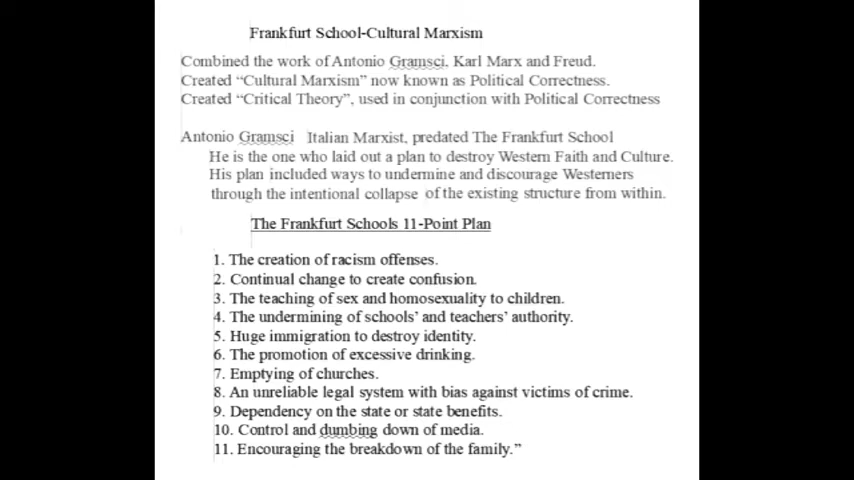 Frankfurt School-Cultural Marxism
Combined the work of Antonio Gramsci. Karl Marx and Freud.
Created “Cultural Marxism” now known as Political Correctness.
Created “Critical Theory”, used in conjunction with Political Correctness
Antonio Gramsci Italian Marxist, predated The Frankfurt School
He is the one who laid out a plan to destroy Western Faith and Culture.
His plan included ways to undermine and discourage Westerners
through the intentional collapse of the existing structure from within.
The Frankfurt Schools 11-Point Plan
1. The creation of racism offenses.
2. Continual change to create confusion.
3. The teaching of sex and homosexuality to children.
4. The undermining of schools’ and teachers’ authority.
5. Huge immigration to destroy identity.
6. The promotion of excessive drinking.
7. Emptying of churches.
8. An unreliable legal system with bias against victims of crime.
9. Dependency on the state or state benefits.
10. Control and dumbing down of media.
11. Encouraging the breakdown of the family.”